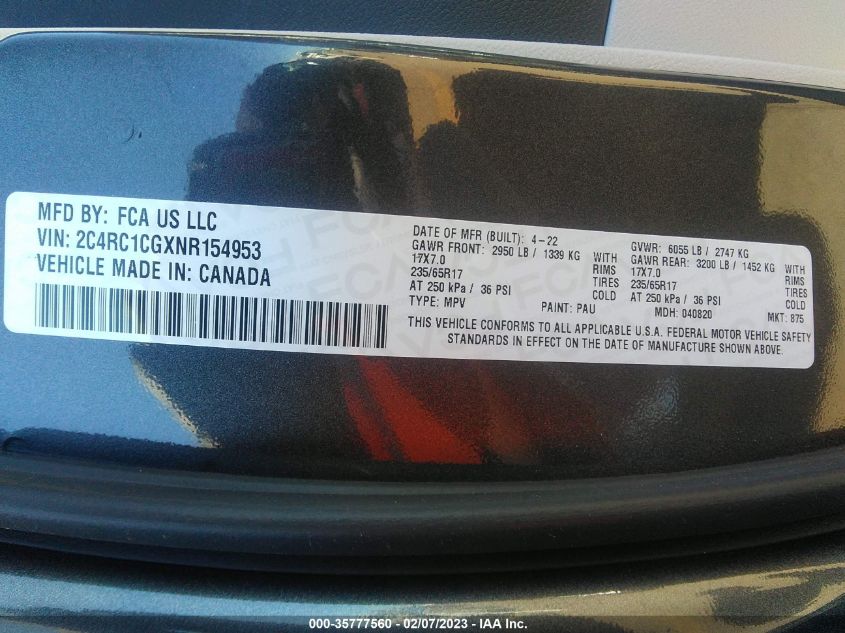 MFD BY: FCA US LLC
VIN: 2C4RC1CGXNR154953
VEHICLE MADE IN: CANADA
DATE OF MFR (BUILT): 4-22
GAWR FRONT: 2950 LB / 1339 KG WITH
17X7.0 RIMS
235/65R17 TIRES
AT 250 kPa / 36 PSI COLD
TYPE: MPV PAINT: PAU
GVWR: 6055 LB / 2747 KG
GAWR REAR: 3200 LB / 1452 KG WITH
17X7.0 RIMS
235/65R17 TIRES
AT 250 kPa / 36 PSI COLD
MDH: 040820 MKT: 875
THIS VEHICLE CONFORMS TO ALL APPLICABLE U.S.A. FEDERAL MOTOR VEHICLE SAFETY
STANDARDS IN EFFECT ON THE DATE OF MANUFACTURE SHOWN ABOVE.
000-35777560 - 02/07/2023 - IAA Inc.